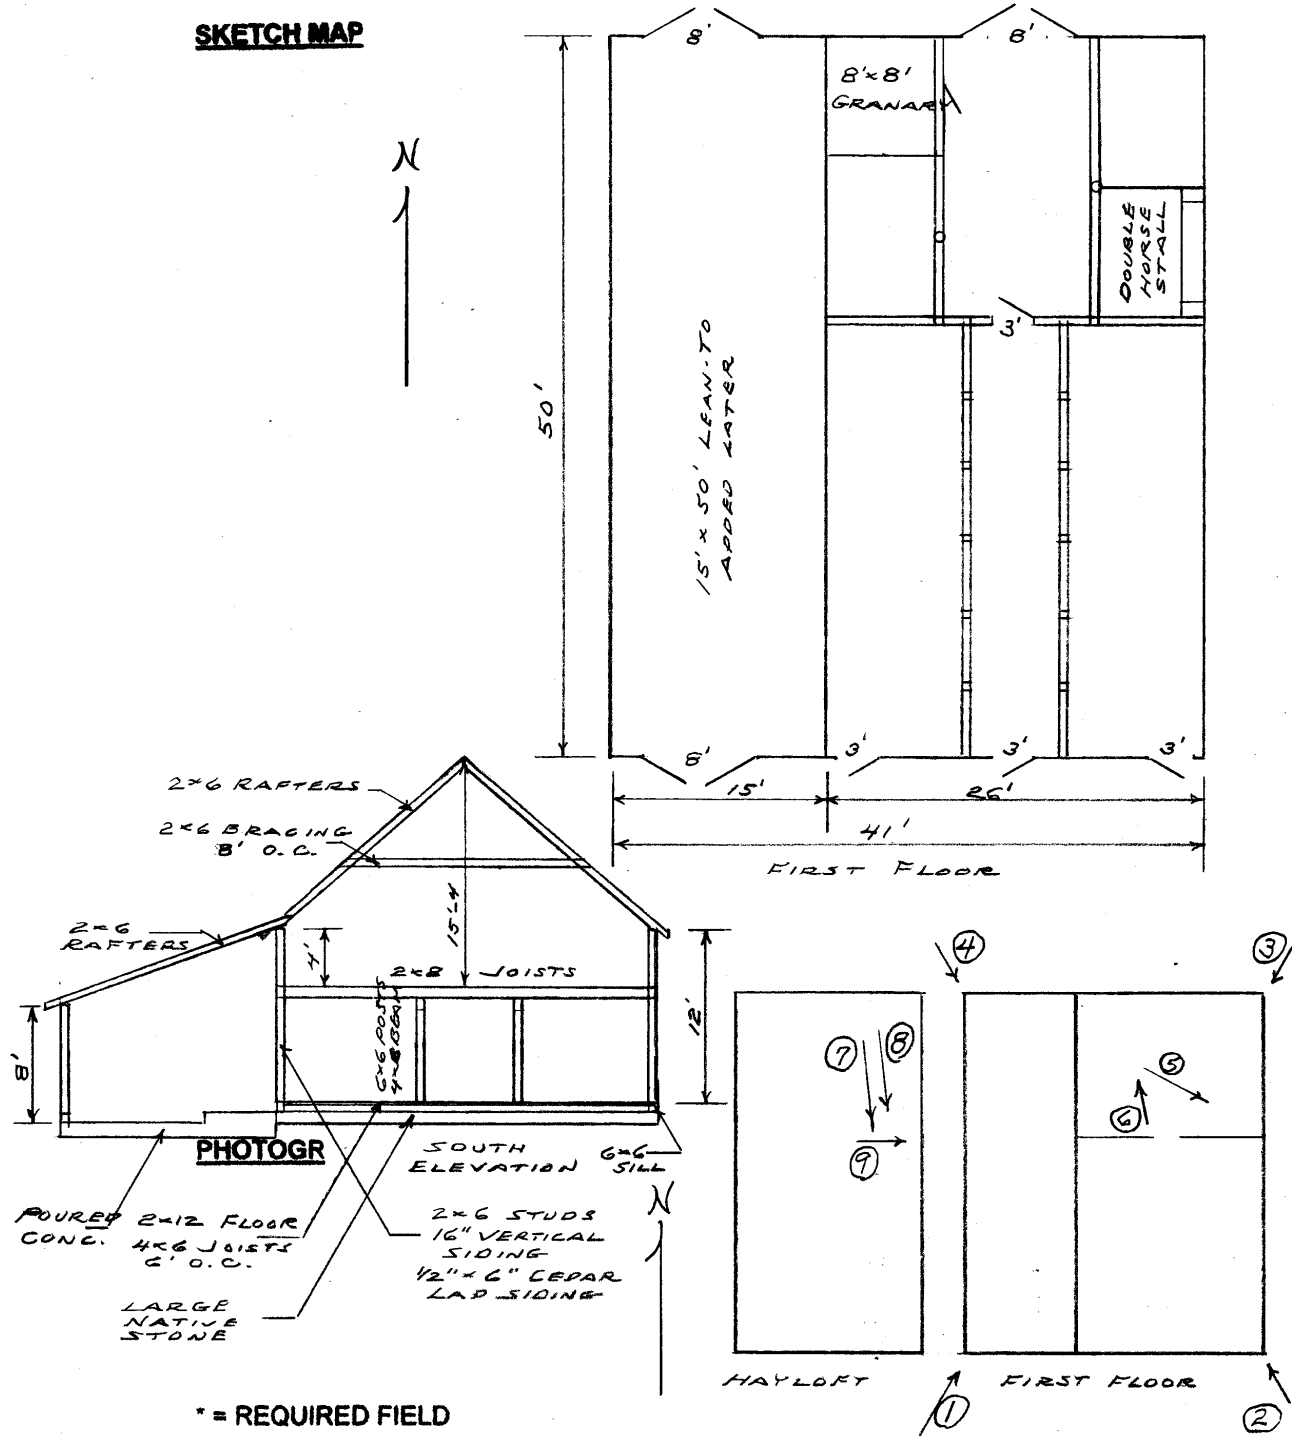 SKETCH MAP
8'
8'
8'x8'
GRANARY
N
DOUBLE
HORSE
STALL
3'
50'
15' x 50' LEAN-TO
ADDED LATER
8'
3'
3'
3'
15'
26'
41'
FIRST FLOOR
2x6 RAFTERS
2x6 BRACING
8' O.C.
2x6
RAFTERS
4'
15'-4
2x8 JOISTS
6x6 POSTS
4x8 BEAM
12'
8'
PHOTOGR
SOUTH
ELEVATION
6x6
SILL
POURED
CONC.
2x12 FLOOR
4x6 JOISTS
6' O.C.
2x6 STUDS
16" VERTICAL
SIDING
1/2" x 6" CEDAR
LAP SIDING
LARGE
NATIVE
STONE
N
4
3
7
8
5
6
9
HAYLOFT
FIRST FLOOR
1
2
* = REQUIRED FIELD